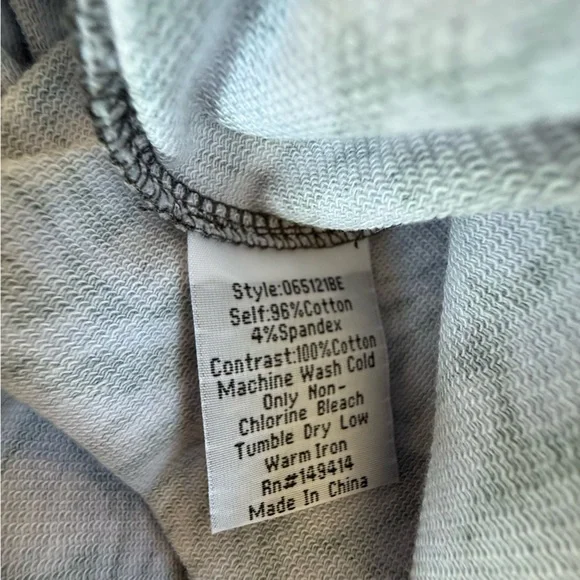 Style:065121BE
Self:96%Cotton
4%Spandex
Contrast:100%Cotton
Machine Wash Cold
Only Non-
Chlorine Bleach
Tumble Dry Low
Warm Iron
Rn#149414
Made In China